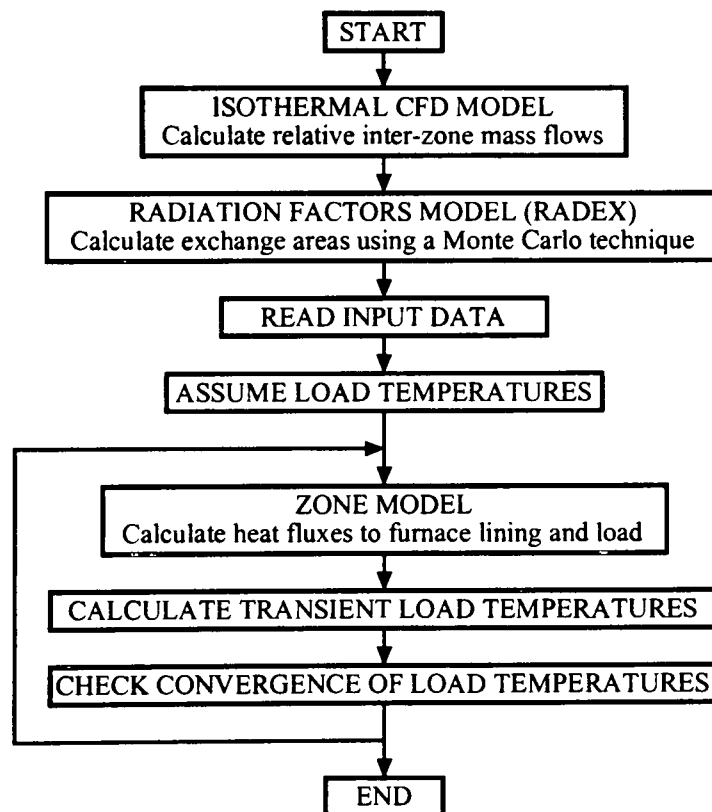 START
ISOTHERMAL CFD MODEL
Calculate relative inter-zone mass flows
RADIATION FACTORS MODEL (RADEX)
Calculate exchange areas using a Monte Carlo technique
READ INPUT DATA
ASSUME LOAD TEMPERATURES
ZONE MODEL
Calculate heat fluxes to furnace lining and load
CALCULATE TRANSIENT LOAD TEMPERATURES
CHECK CONVERGENCE OF LOAD TEMPERATURES
END